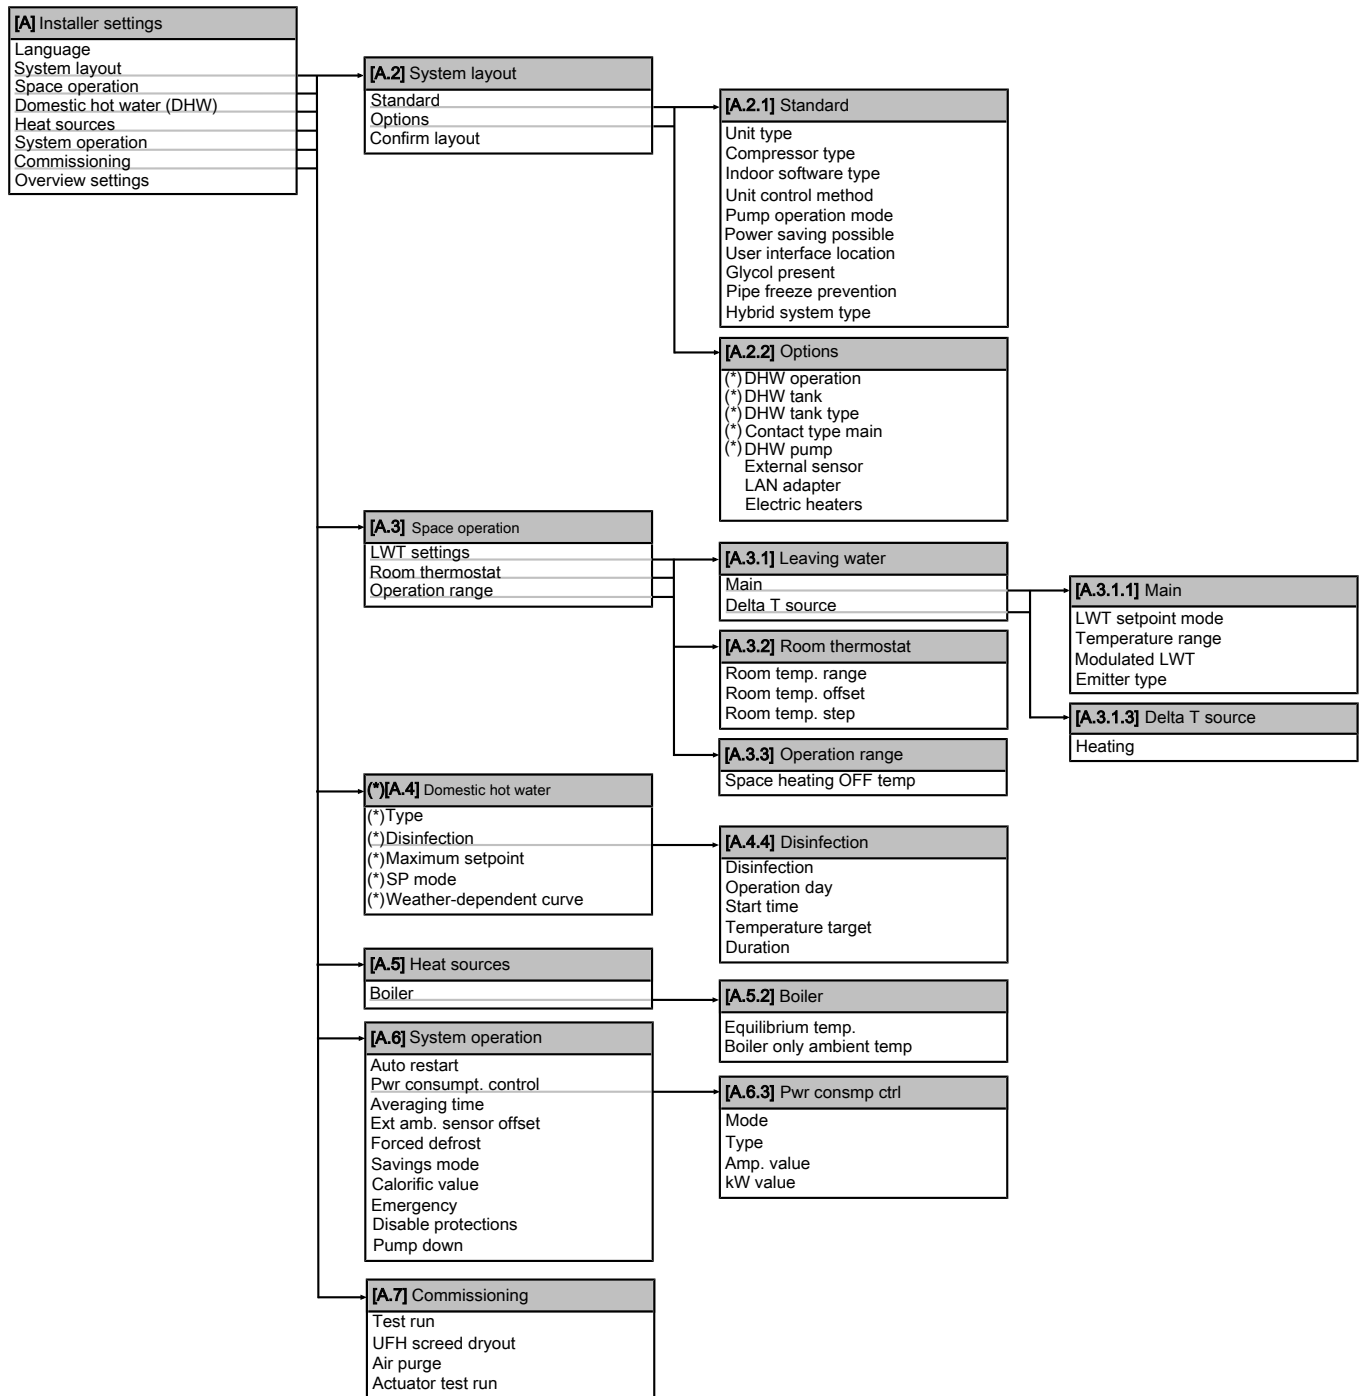 [A] Installer settings
Language
System layout
Space operation
Domestic hot water (DHW)
Heat sources
System operation
Commissioning
Overview settings
[A.2] System layout
Standard
Options
Confirm layout
[A.2.1] Standard
Unit type
Compressor type
Indoor software type
Unit control method
Pump operation mode
Power saving possible
User interface location
Glycol present
Pipe freeze prevention
Hybrid system type
[A.2.2] Options
(*) DHW operation
(*) DHW tank
(*) DHW tank type
(*) Contact type main
(*) DHW pump
External sensor
LAN adapter
Electric heaters
[A.3] Space operation
LWT settings
Room thermostat
Operation range
[A.3.1] Leaving water
Main
Delta T source
[A.3.1.1] Main
LWT setpoint mode
Temperature range
Modulated LWT
Emitter type
[A.3.1.3] Delta T source
Heating
[A.3.2] Room thermostat
Room temp. range
Room temp. offset
Room temp. step
[A.3.3] Operation range
Space heating OFF temp
(*)[A.4] Domestic hot water
(*)Type
(*)Disinfection
(*)Maximum setpoint
(*)SP mode
(*)Weather-dependent curve
[A.4.4] Disinfection
Disinfection
Operation day
Start time
Temperature target
Duration
[A.5] Heat sources
Boiler
[A.5.2] Boiler
Equilibrium temp.
Boiler only ambient temp
[A.6] System operation
Auto restart
Pwr consumpt. control
Averaging time
Ext amb. sensor offset
Forced defrost
Savings mode
Calorific value
Emergency
Disable protections
Pump down
[A.6.3] Pwr consmp ctrl
Mode
Type
Amp. value
kW value
[A.7] Commissioning
Test run
UFH screed dryout
Air purge
Actuator test run